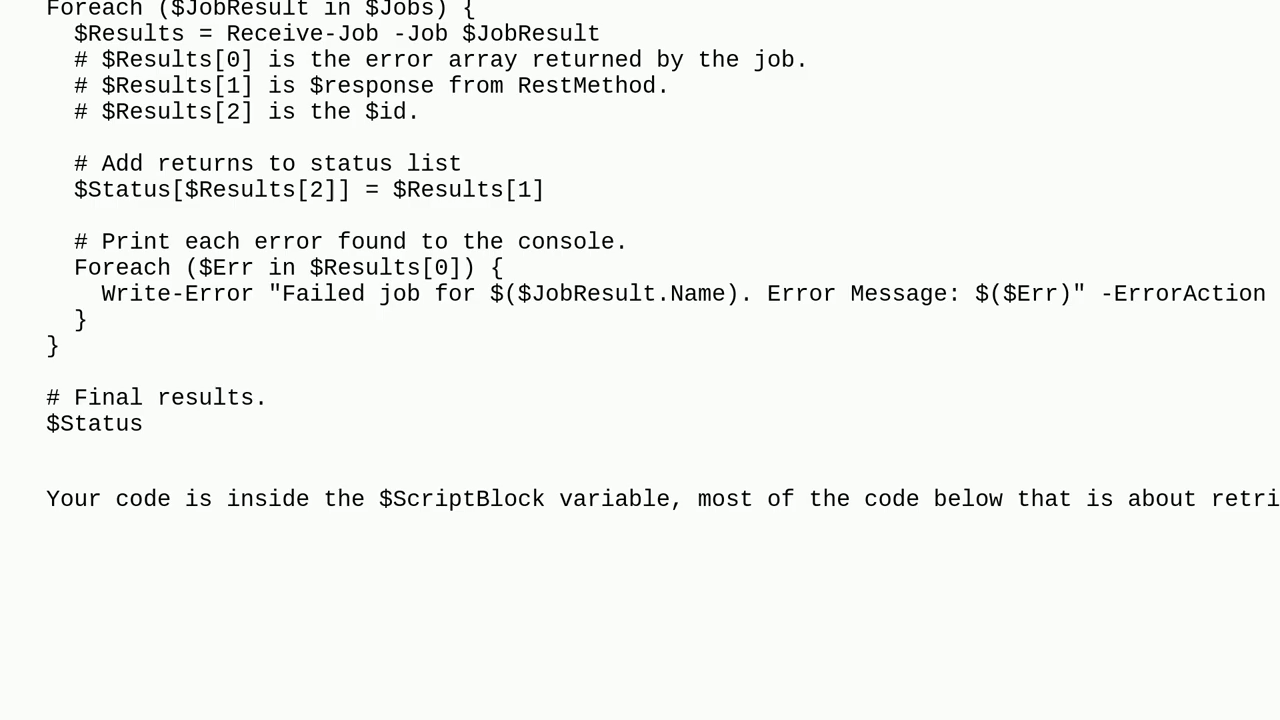 Foreach ($JobResult in $Jobs) {
  $Results = Receive-Job -Job $JobResult
  # $Results[0] is the error array returned by the job.
  # $Results[1] is $response from RestMethod.
  # $Results[2] is the $id.

  # Add returns to status list
  $Status[$Results[2]] = $Results[1]

  # Print each error found to the console.
  Foreach ($Err in $Results[0]) {
    Write-Error "Failed job for $($JobResult.Name). Error Message: $($Err)" -ErrorAction
  }
}

# Final results.
$Status

Your code is inside the $ScriptBlock variable, most of the code below that is about retri